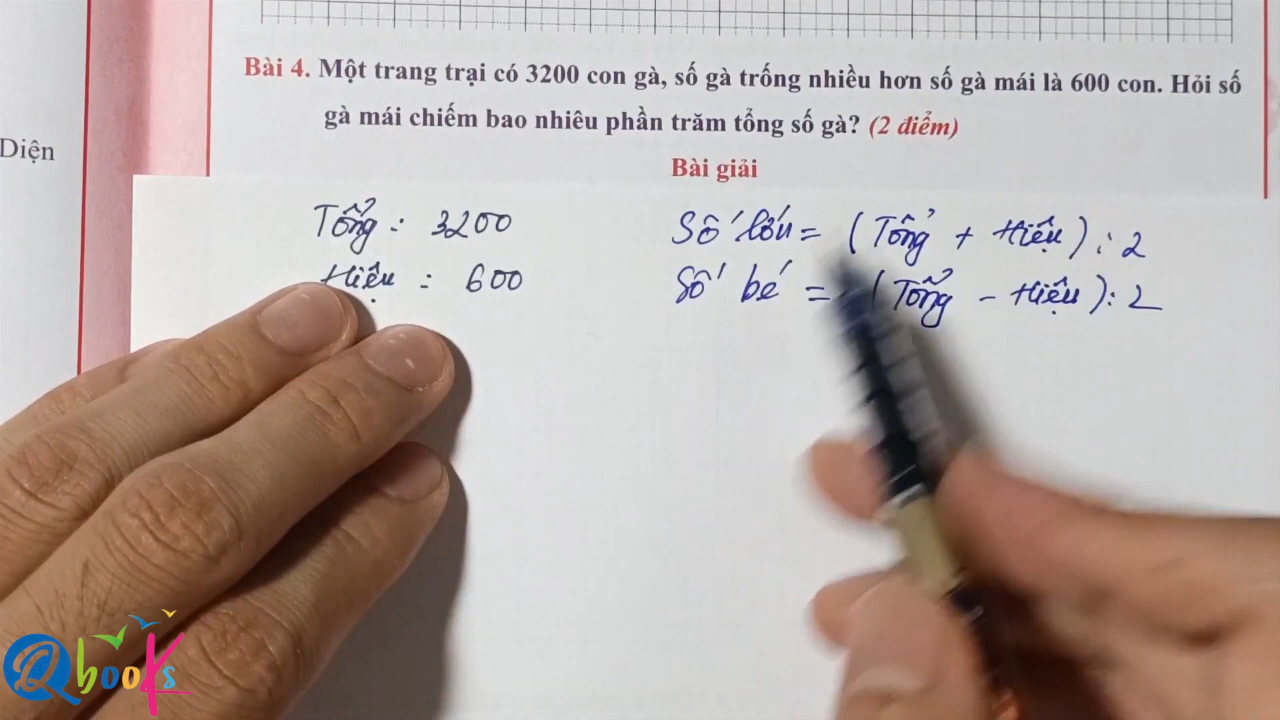 Bài 4. Một trang trại có 3200 con gà, số gà trống nhiều hơn số gà mái là 600 con. Hỏi số
gà mái chiếm bao nhiêu phần trăm tổng số gà? (2 điểm)
Diện
Bài giải
Tổng : 3200
Hiệu : 600
Số lớn = (Tổng + Hiệu) : 2
Số bé = (Tổng - Hiệu) : 2
Qbooks